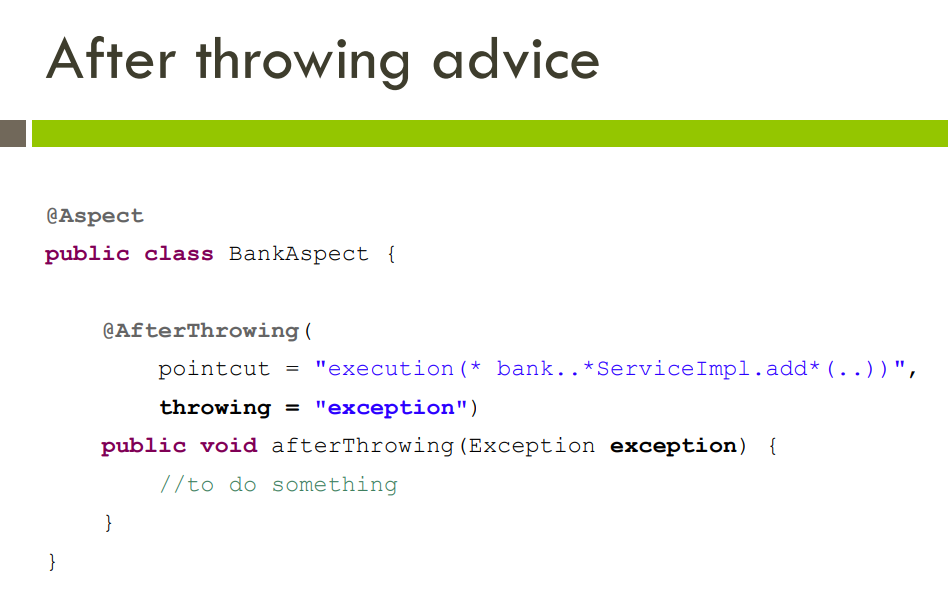 After throwing advice
@Aspect
public class BankAspect {
@AfterThrowing(
pointcut = "execution(* bank..*ServiceImpl.add*(..))",
throwing = "exception")
public void afterThrowing(Exception exception) {
//to do something
}
}